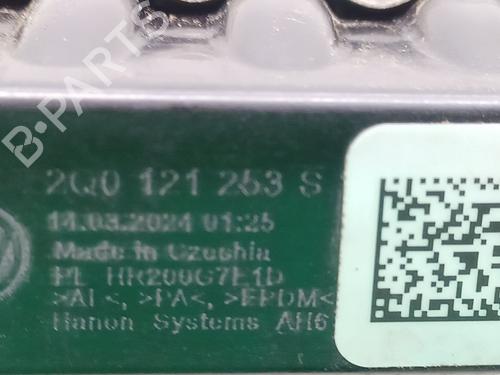 B-PARTS
2Q0 121 253 S
14.03.2024 01:25
Made in Czechia
PL HR200G7E1D
>Al<, >PA<, >EPDM<
Hanon Systems AH6